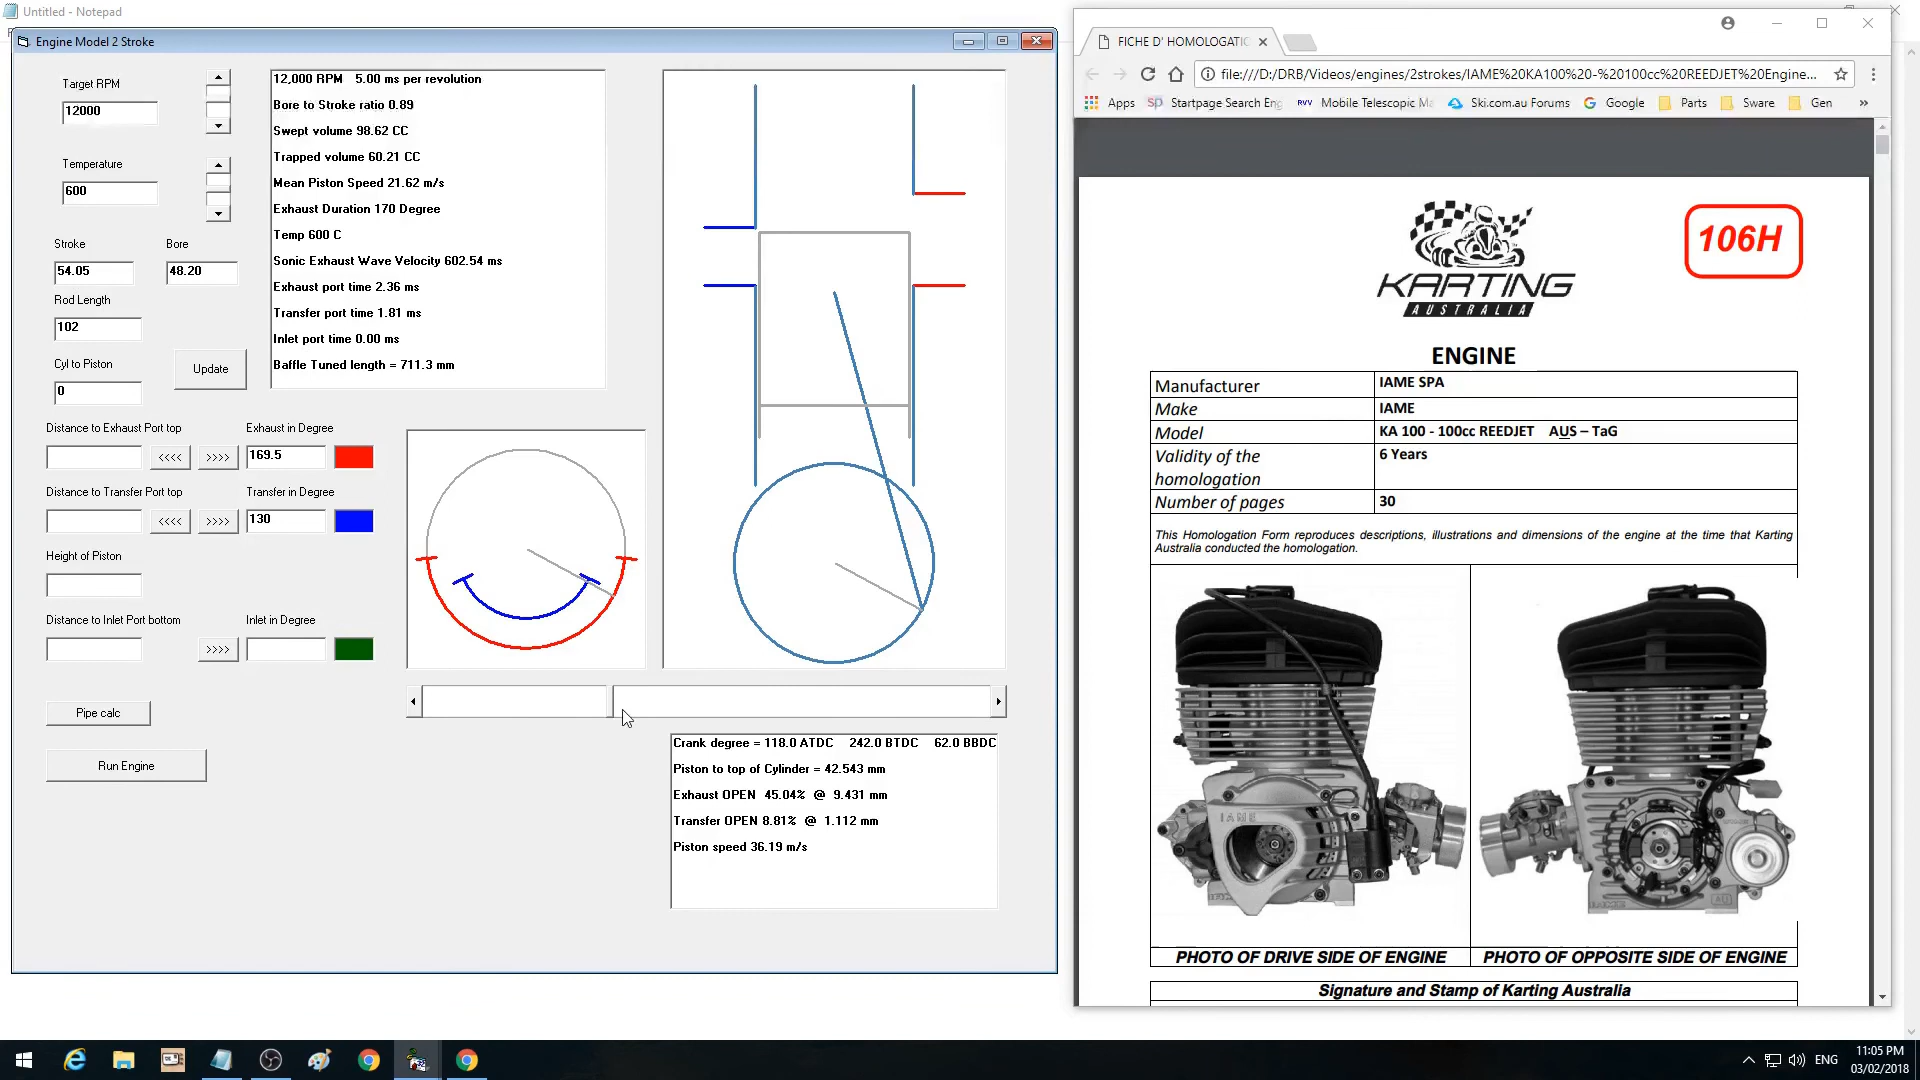 Untitled - Notepad
Engine Model 2 Stroke
Target RPM
12000
Temperature
600
Stroke
Bore
54.05
48.20
Rod Length
102
Cyl to Piston
0
Update
12,000 RPM 5.00 ms per revolution
Bore to Stroke ratio 0.89
Swept volume 98.62 CC
Trapped volume 60.21 CC
Mean Piston Speed 21.62 m/s
Exhaust Duration 170 Degree
Temp 600 C
Sonic Exhaust Wave Velocity 602.54 ms
Exhaust port time 2.36 ms
Transfer port time 1.81 ms
Inlet port time 0.00 ms
Baffle Tuned length = 711.3 mm
Distance to Exhaust Port top
Exhaust in Degree
<<<<
>>>>
169.5
Distance to Transfer Port top
Transfer in Degree
<<<<
>>>>
130
Height of Piston
Distance to Inlet Port bottom
Inlet in Degree
>>>>
Pipe calc
Run Engine
Crank degree = 118.0 ATDC 242.0 BTDC 62.0 BBDC
Piston to top of Cylinder = 42.543 mm
Exhaust OPEN 45.04% @ 9.431 mm
Transfer OPEN 8.81% @ 1.112 mm
Piston speed 36.19 m/s
FICHE D' HOMOLOGATIC
file:///D:/DRB/Videos/engines/2strokes/IAME%20KA100%20-%20100cc%20REEDJET%20Engine...
Apps
Startpage Search Eng
RVV
Mobile Telescopic Ma
Ski.com.au Forums
Google
Parts
Sware
Gen
»
KARTING
AUSTRALIA
106H
ENGINE
Manufacturer
IAME SPA
Make
IAME
Model
KA 100 - 100cc REEDJET AUS – TaG
Validity of the
homologation
6 Years
Number of pages
30
This Homologation Form reproduces descriptions, illustrations and dimensions of the engine at the time that Karting
Australia conducted the homologation.
IAME
PHOTO OF DRIVE SIDE OF ENGINE
PHOTO OF OPPOSITE SIDE OF ENGINE
Signature and Stamp of Karting Australia
ENG
11:05 PM
03/02/2018